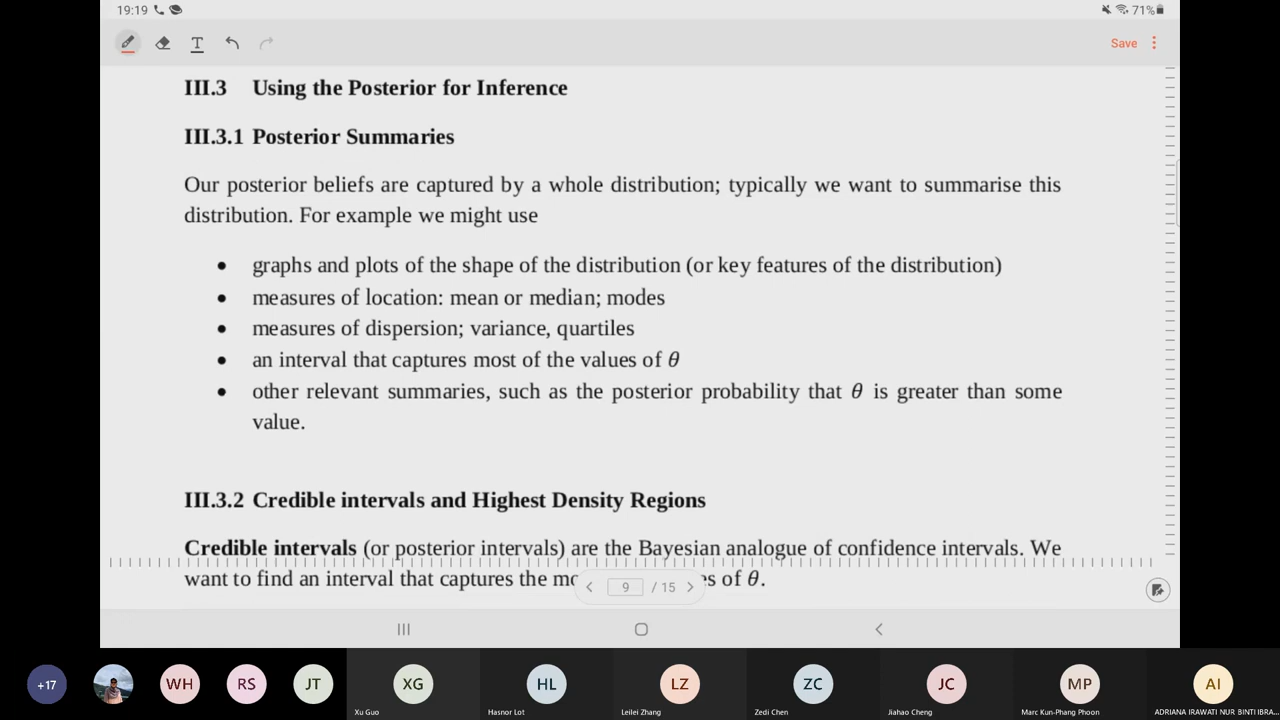 19:19
71%
T
Save
III.3 Using the Posterior for Inference
III.3.1 Posterior Summaries
Our posterior beliefs are captured by a whole distribution; typically we want to summarise this
distribution. For example we might use
• graphs and plots of the shape of the distribution (or key features of the distribution)
• measures of location: mean or median; modes
• measures of dispersion; variance, quartiles
• an interval that captures most of the values of θ
• other relevant summaries, such as the posterior probability that θ is greater than some
value.
III.3.2 Credible intervals and Highest Density Regions
Credible intervals (or posterior intervals) are the Bayesian analogue of confidence intervals. We
want to find an interval that captures the of θ.
9 / 15
+17 WH RS JT XG HL LZ ZC JC MP AI
Xu Guo Hasnor Lot Leilei Zhang Zedi Chen Jiahao Cheng Marc Kun-Phang Phoon ADRIANA IRAWATI NUR BINTI IBRA...